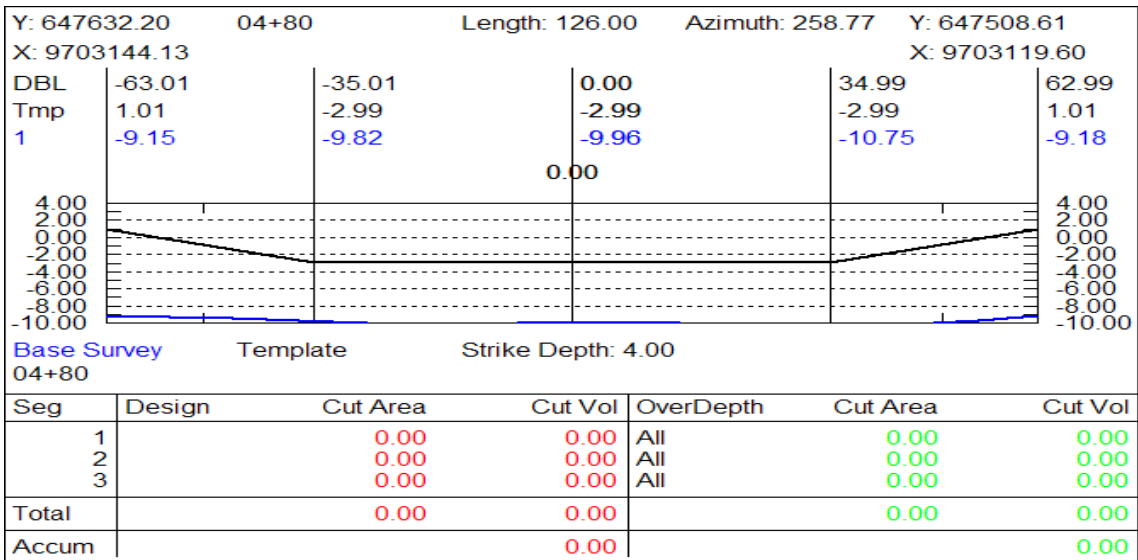 Y: 647632.20 04+80 Length: 126.00 Azimuth: 258.77 Y: 647508.61
X: 9703144.13 X: 9703119.60
DBL -63.01 -35.01 0.00 34.99 62.99
Tmp 1.01 -2.99 -2.99 -2.99 1.01
1 -9.15 -9.82 -9.96 -10.75 -9.18
0.00
4.00 4.00
2.00 2.00
0.00 0.00
-2.00 -2.00
-4.00 -4.00
-6.00 -6.00
-8.00 -8.00
-10.00 -10.00
Base Survey Template Strike Depth: 4.00
04+80
Seg Design Cut Area Cut Vol OverDepth Cut Area Cut Vol
1 0.00 0.00 All 0.00 0.00
2 0.00 0.00 All 0.00 0.00
3 0.00 0.00 All 0.00 0.00
Total 0.00 0.00 0.00 0.00
Accum 0.00 0.00